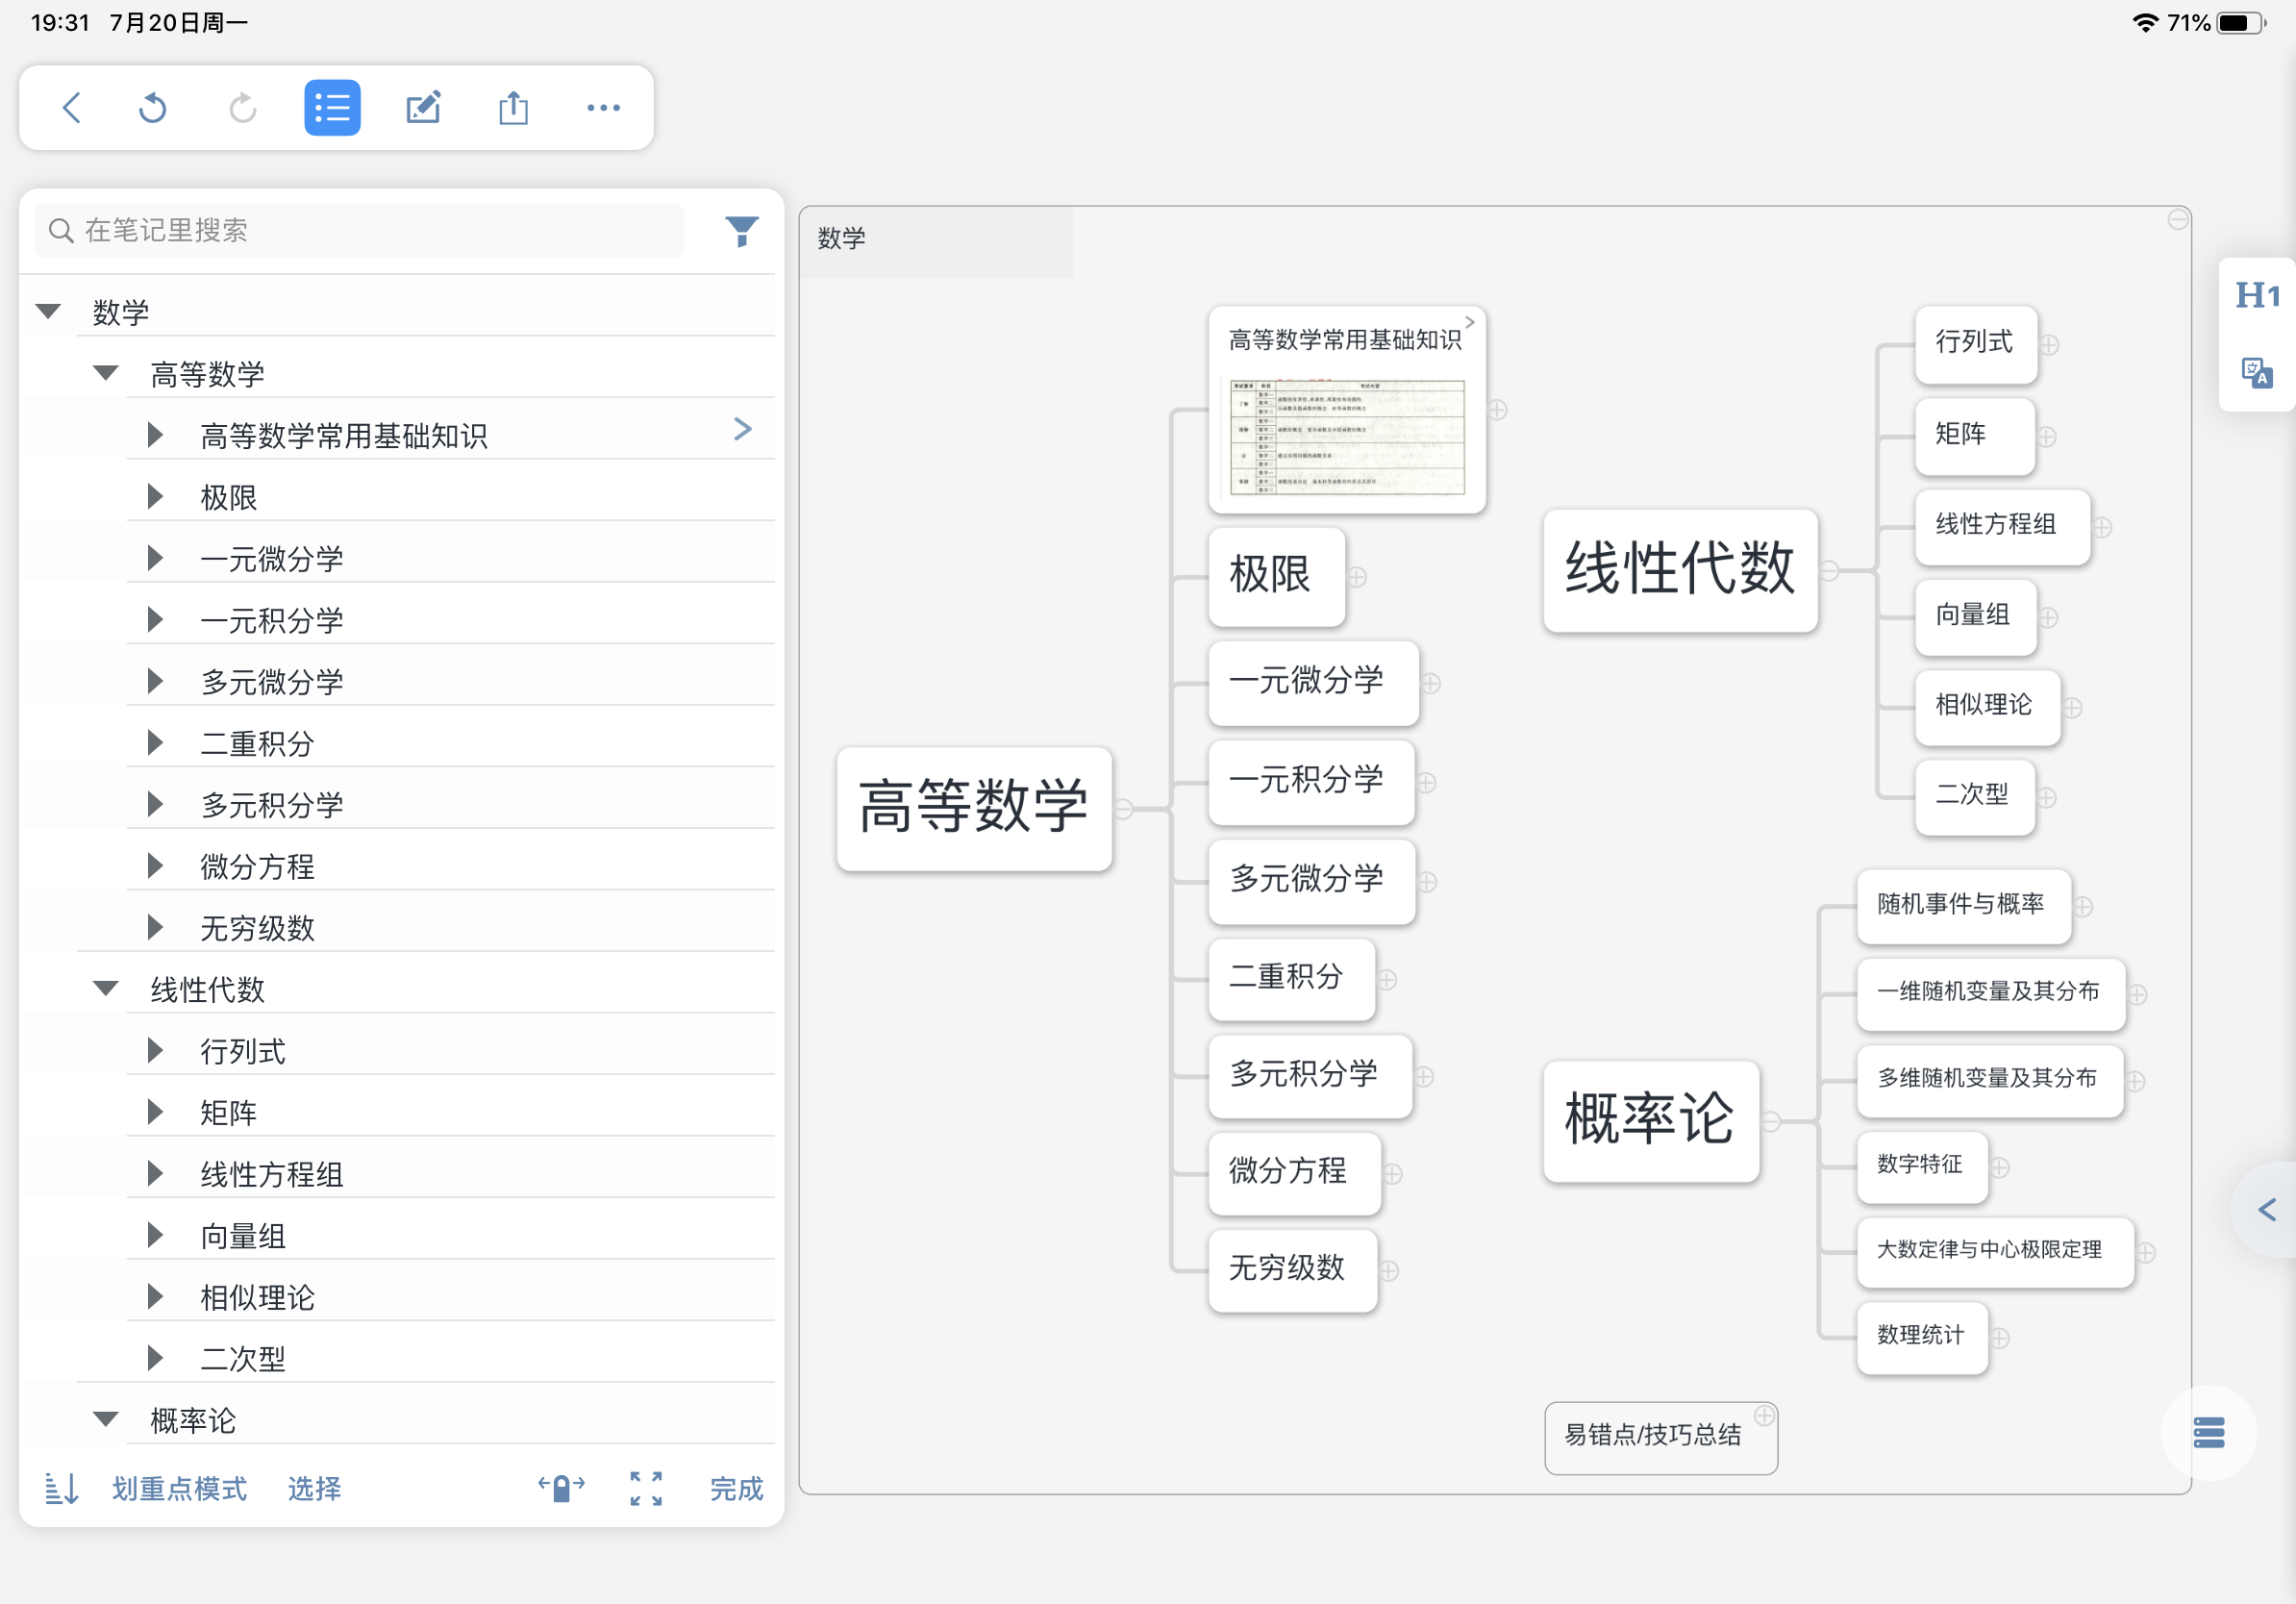 19:31 7月20日周一
71%
在笔记里搜索
数学
高等数学
高等数学常用基础知识
极限
一元微分学
一元积分学
多元微分学
二重积分
多元积分学
微分方程
无穷级数
线性代数
行列式
矩阵
线性方程组
向量组
相似理论
二次型
概率论
划重点模式 选择 完成
数学
高等数学
高等数学常用基础知识
考试要求 科目 考试内容
极限
一元微分学
一元积分学
多元微分学
二重积分
多元积分学
微分方程
无穷级数
线性代数
行列式
矩阵
线性方程组
向量组
相似理论
二次型
概率论
随机事件与概率
一维随机变量及其分布
多维随机变量及其分布
数字特征
大数定律与中心极限定理
数理统计
易错点/技巧总结
H1
文A